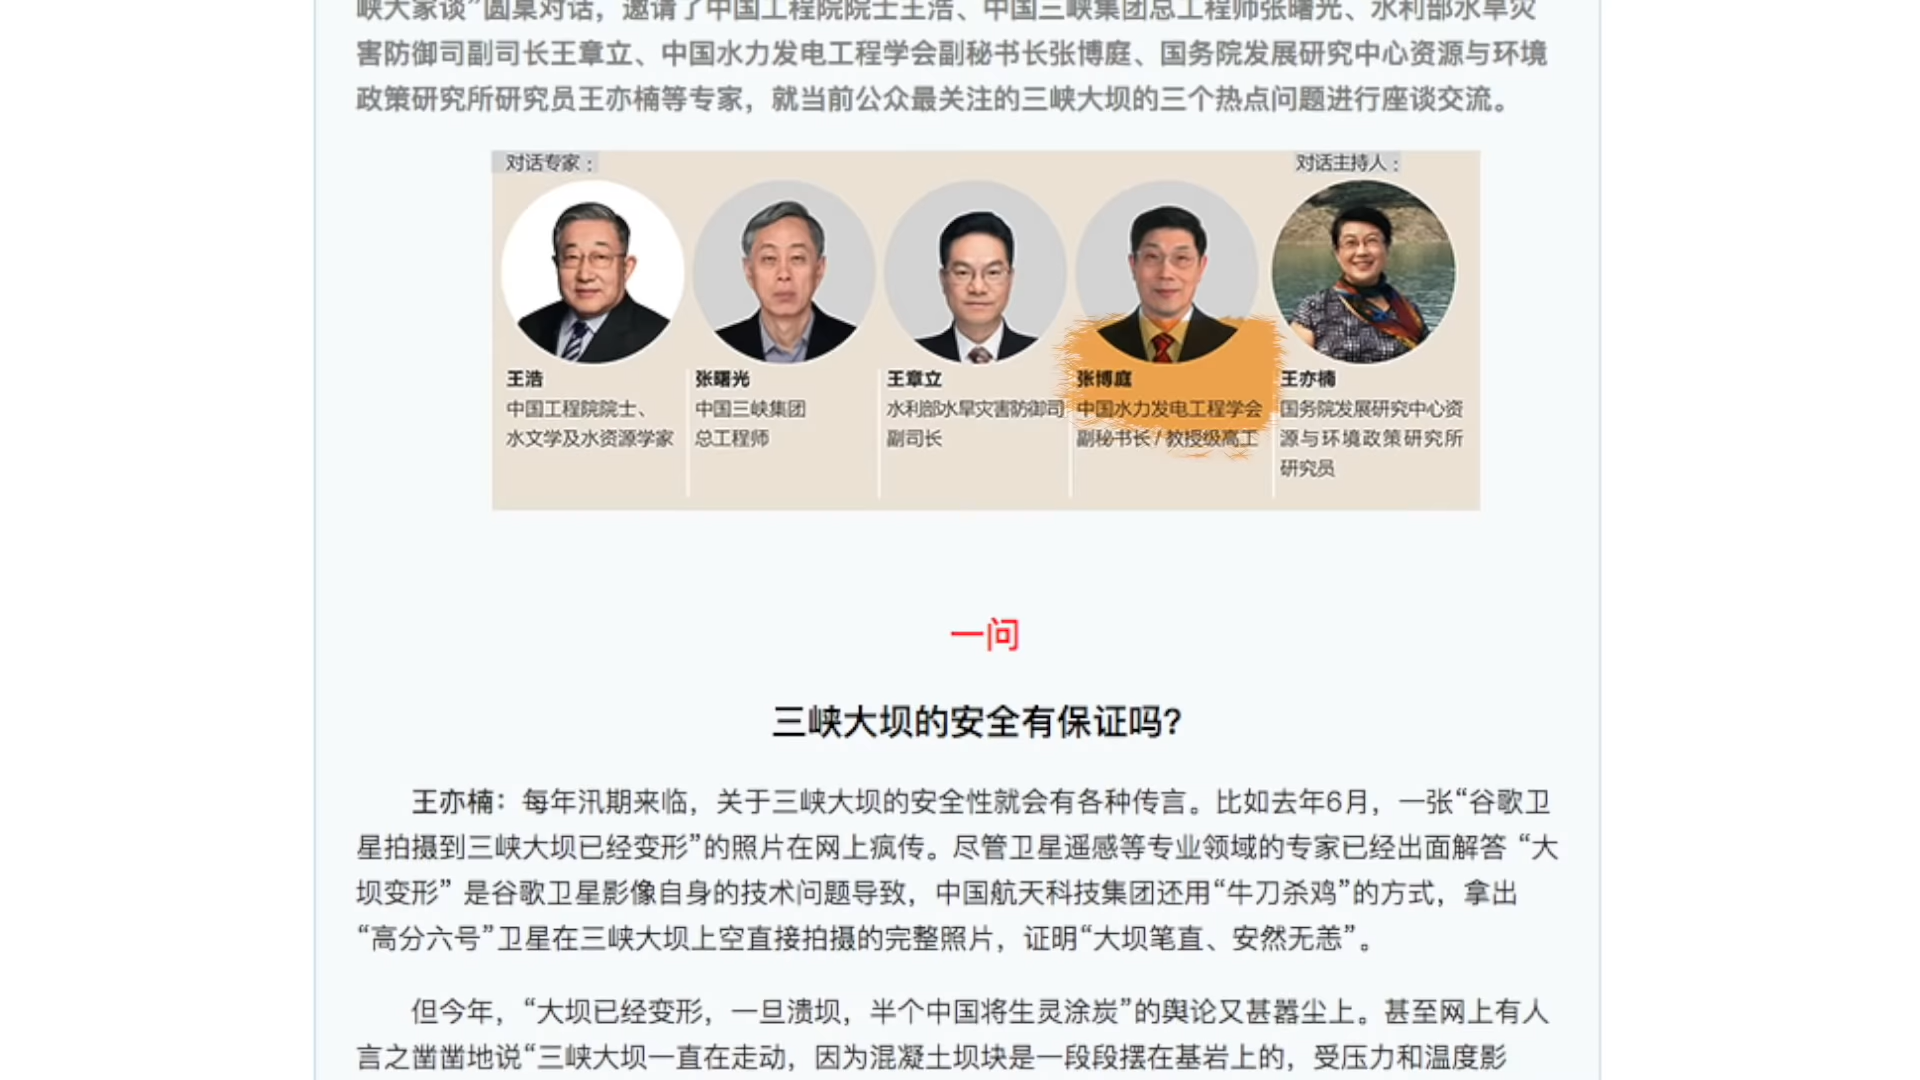 峡大家谈”圆桌对话，邀请了中国工程院院士王浩、中国三峡集团总工程师张曙光、水利部水旱灾
害防御司副司长王章立、中国水力发电工程学会副秘书长张博庭、国务院发展研究中心资源与环境
政策研究所研究员王亦楠等专家，就当前公众最关注的三峡大坝的三个热点问题进行座谈交流。
对话专家：
对话主持人：
王浩
中国工程院院士、
水文学及水资源学家
张曙光
中国三峡集团
总工程师
王章立
水利部水旱灾害防御司
副司长
张博庭
中国水力发电工程学会
副秘书长 / 教授级高工
王亦楠
国务院发展研究中心资
源与环境政策研究所
研究员
一问
三峡大坝的安全有保证吗？
王亦楠：每年汛期来临，关于三峡大坝的安全性就会有各种传言。比如去年6月，一张“谷歌卫
星拍摄到三峡大坝已经变形”的照片在网上疯传。尽管卫星遥感等专业领域的专家已经出面解答 “大
坝变形” 是谷歌卫星影像自身的技术问题导致，中国航天科技集团还用“牛刀杀鸡”的方式，拿出
“高分六号”卫星在三峡大坝上空直接拍摄的完整照片，证明“大坝笔直、安然无恙”。
但今年，“大坝已经变形，一旦溃坝，半个中国将生灵涂炭”的舆论又甚嚣尘上。甚至网上有人
言之凿凿地说“三峡大坝一直在走动，因为混凝土坝块是一段段摆在基岩上的，受压力和温度影